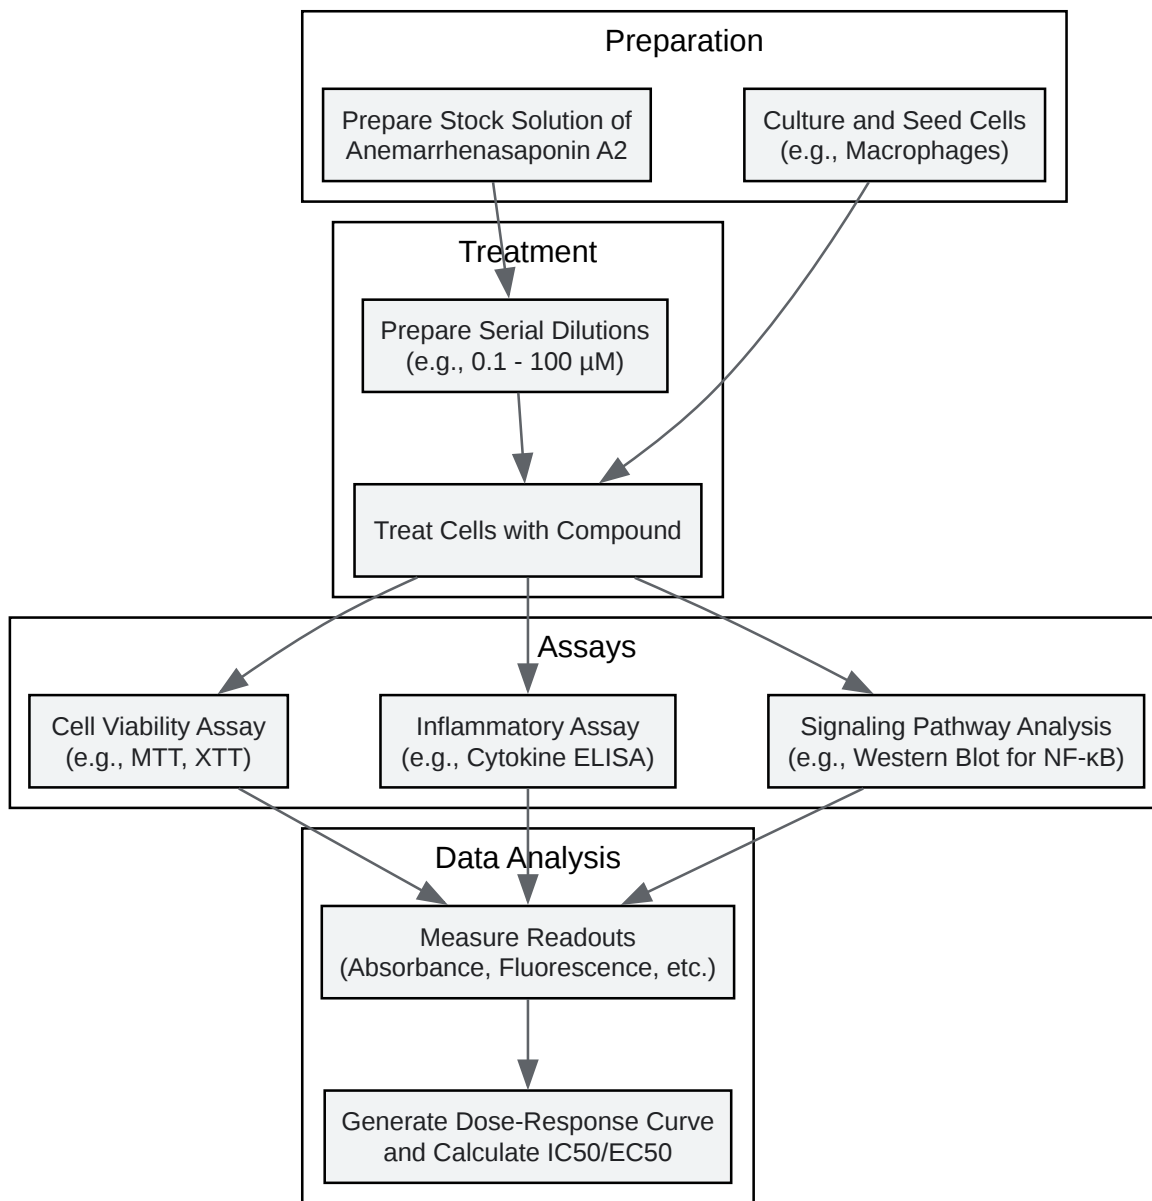 Preparation
Prepare Stock Solution of
Anemarrhenasaponin A2
Culture and Seed Cells
(e.g., Macrophages)
Treatment
Prepare Serial Dilutions
(e.g., 0.1 - 100 µM)
Treat Cells with Compound
Assays
Cell Viability Assay
(e.g., MTT, XTT)
Inflammatory Assay
(e.g., Cytokine ELISA)
Signaling Pathway Analysis
(e.g., Western Blot for NF-κB)
Data Analysis
Measure Readouts
(Absorbance, Fluorescence, etc.)
Generate Dose-Response Curve
and Calculate IC50/EC50